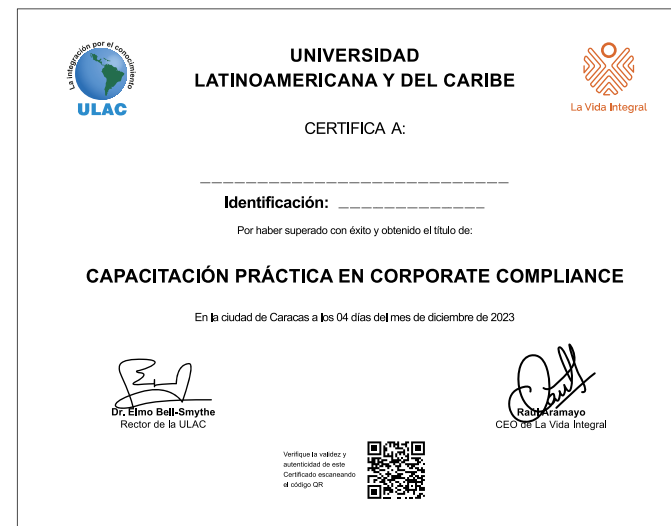 La integración por el conocimiento
ULAC
UNIVERSIDAD
LATINOAMERICANA Y DEL CARIBE
La Vida Integral
CERTIFICA A:
____________________________
Identificación: _____________
Por haber superado con éxito y obtenido el título de:
CAPACITACIÓN PRÁCTICA EN CORPORATE COMPLIANCE
En la ciudad de Caracas a los 04 días del mes de diciembre de 2023
Dr. Elmo Bell-Smythe
Rector de la ULAC
Raúl Aramayo
CEO de La Vida Integral
Verifique la validez y
autenticidad de este
Certificado escaneando
el código QR